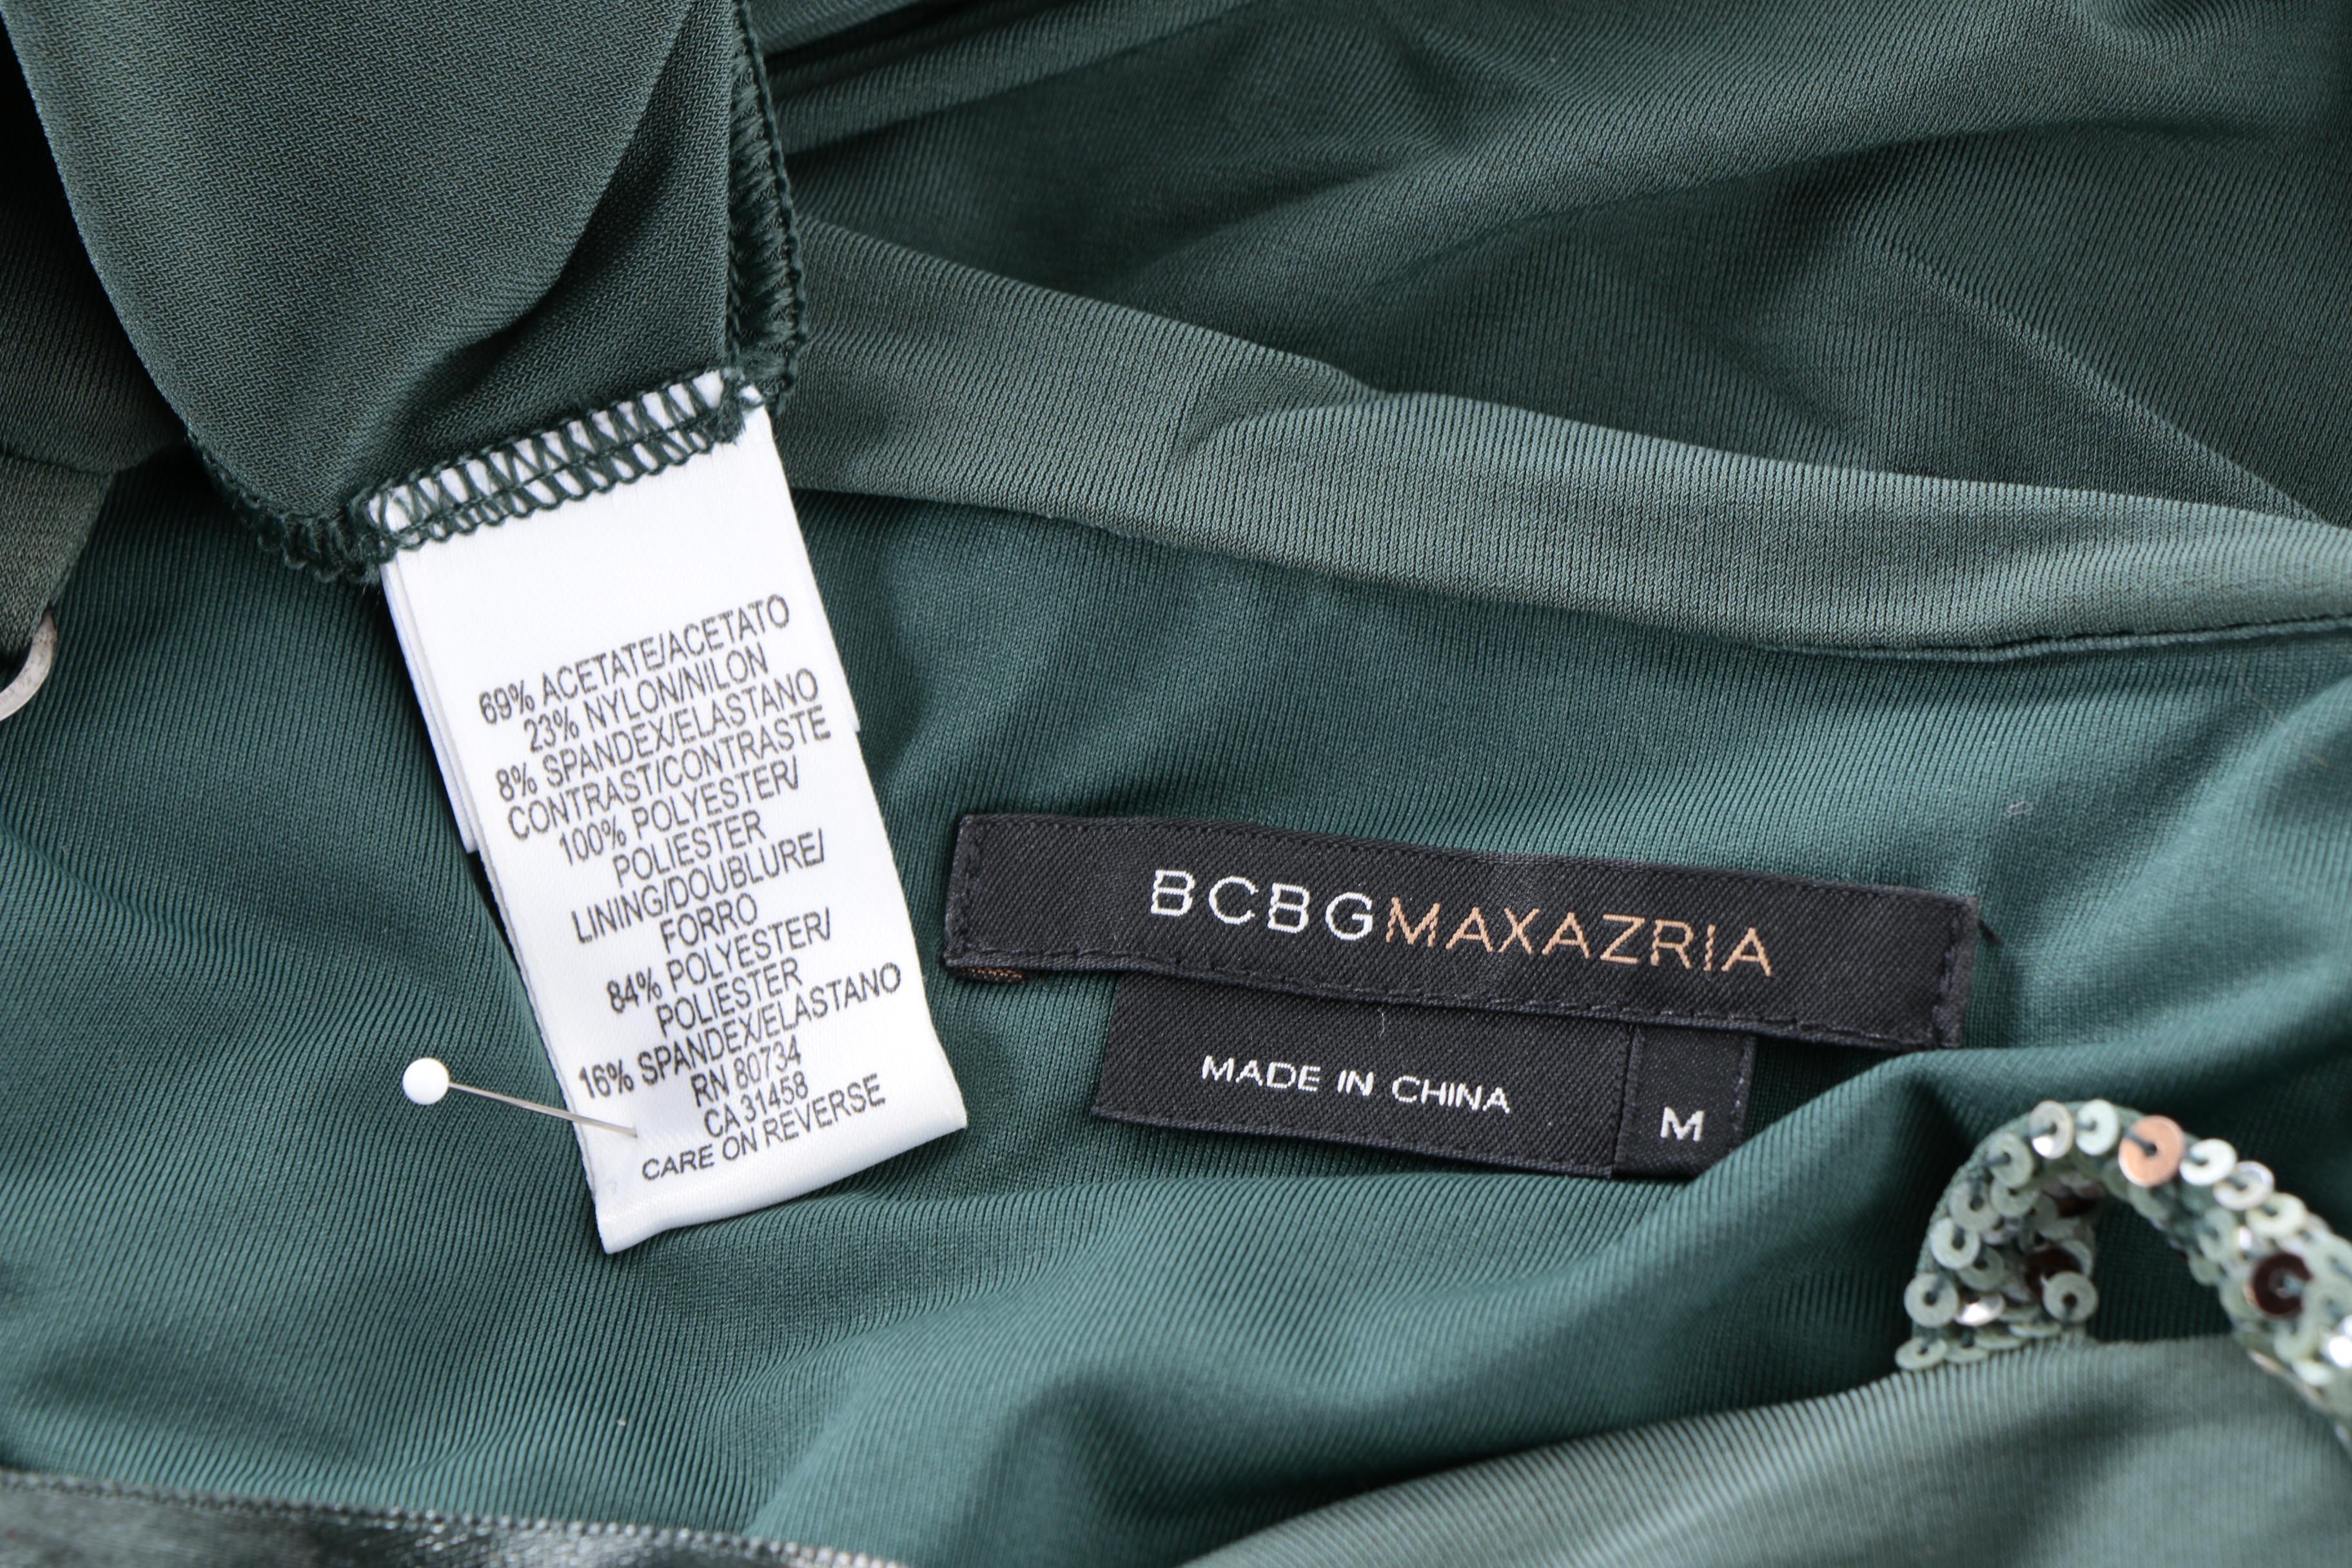 69% ACETATE/ACETATO
23% NYLON/NILON
8% SPANDEX/ELASTANO
CONTRAST/CONTRASTE
100% POLYESTER/
POLIESTER
LINING/DOUBLURE/
FORRO
84% POLYESTER/
POLIESTER
16% SPANDEX/ELASTANO
RN 80734
CA 31458
CARE ON REVERSE
BCBGMAXAZRIA
MADE IN CHINA
M